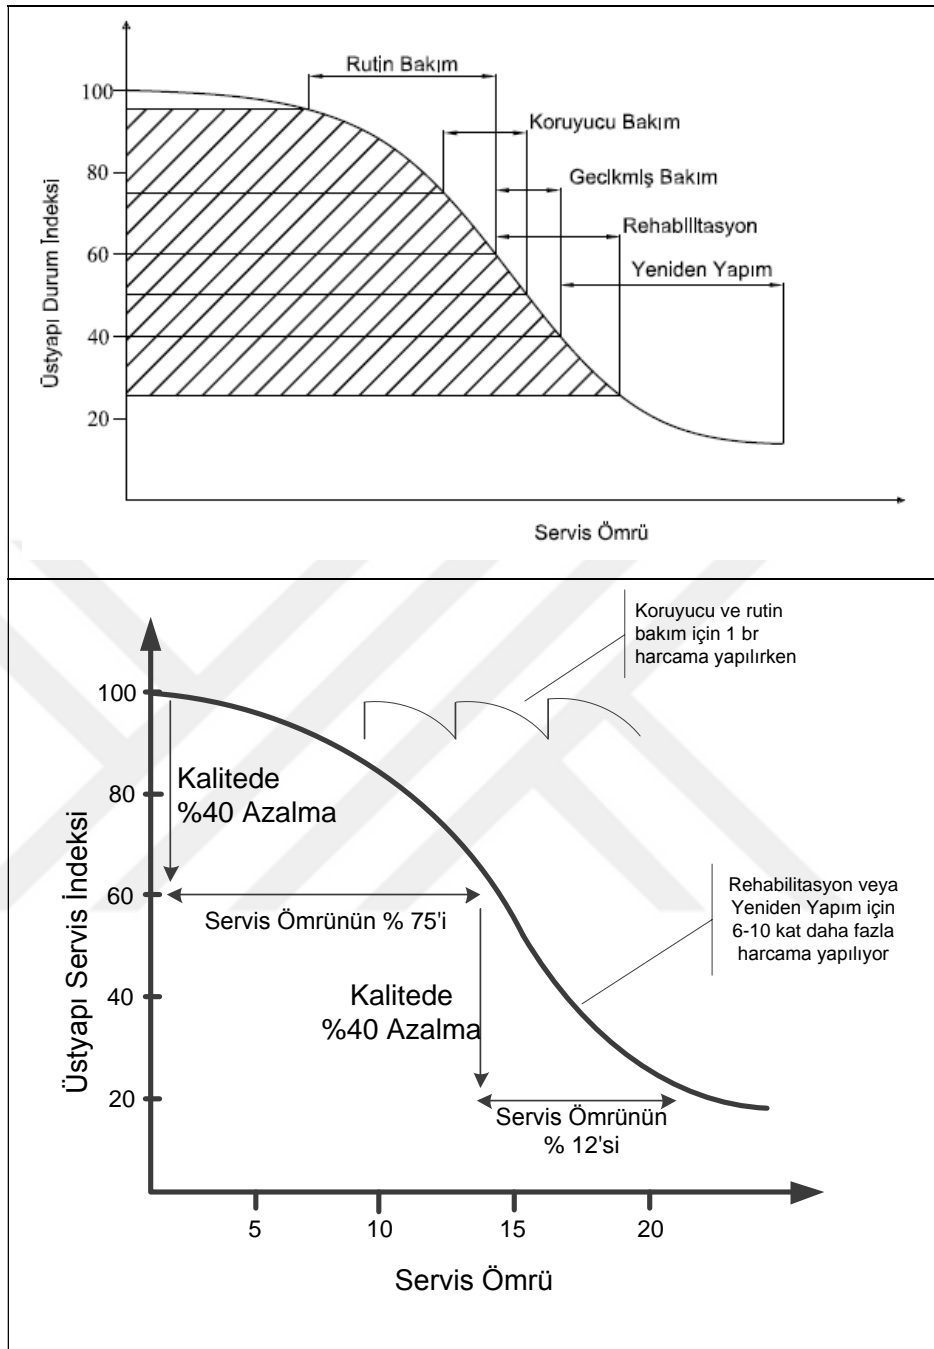 Rutin Bakım
100
Koruyucu Bakım
80
Gecikmiş Bakım
Rehabilitasyon
60
Yeniden Yapım
40
20
Üstyapı Durum İndeksi
Servis Ömrü
Koruyucu ve rutin
bakım için 1 br
harcama yapılırken
100
Kalitede
%40 Azalma
80
60
Servis Ömrünün % 75'i
Rehabilitasyon veya
Yeniden Yapım için
6-10 kat daha fazla
harcama yapılıyor
Kalitede
%40 Azalma
40
20
Servis Ömrünün
% 12'si
Üstyapı Servis İndeksi
5
10
15
20
Servis Ömrü